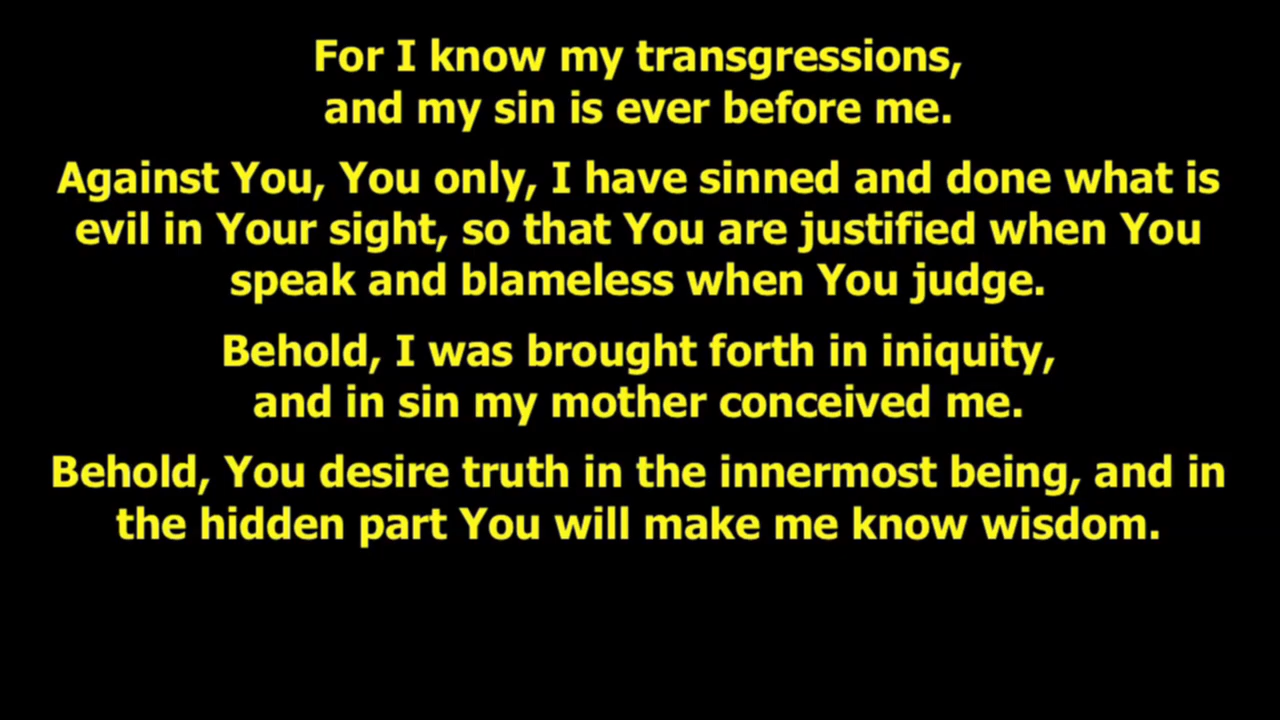 For I know my transgressions,
and my sin is ever before me.
Against You, You only, I have sinned and done what is
evil in Your sight, so that You are justified when You
speak and blameless when You judge.
Behold, I was brought forth in iniquity,
and in sin my mother conceived me.
Behold, You desire truth in the innermost being, and in
the hidden part You will make me know wisdom.